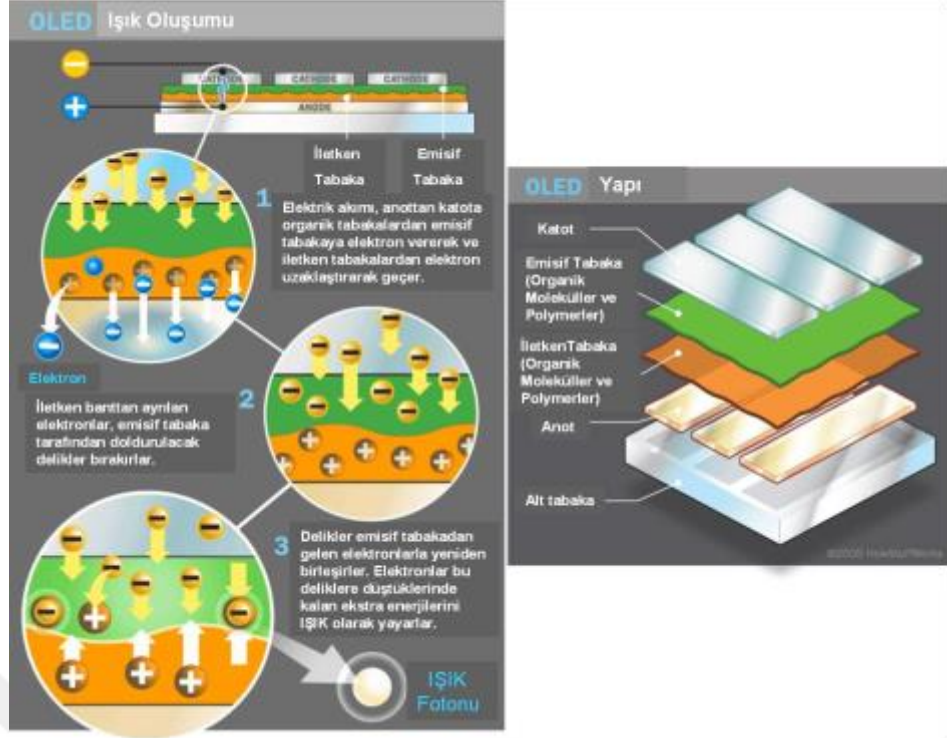 OLED Işık Oluşumu
CATHODE CATHODE CATHODE
ANODE
İletken
Tabaka
Emisif
Tabaka
1
Elektrik akımı, anottan katota
organik tabakalardan emisif
tabakaya elektron vererek ve
iletken tabakalardan elektron
uzaklaştırarak geçer.
Elektron
2
İletken banttan ayrılan
elektronlar, emisif tabaka
tarafından doldurulacak
delikler bırakırlar.
3
Delikler emisif tabakadan
gelen elektronlarla yeniden
birleşirler. Elektronlar bu
deliklere düştüklerinde
kalan ekstra enerjilerini
IŞIK olarak yayarlar.
IŞiK
Fotonu
OLED Yapı
Katot
Emisif Tabaka
(Organik
Moleküller ve
Polymerler)
İletkenTabaka
(Organik
Moleküller ve
Polymerler)
Anot
Alt tabaka